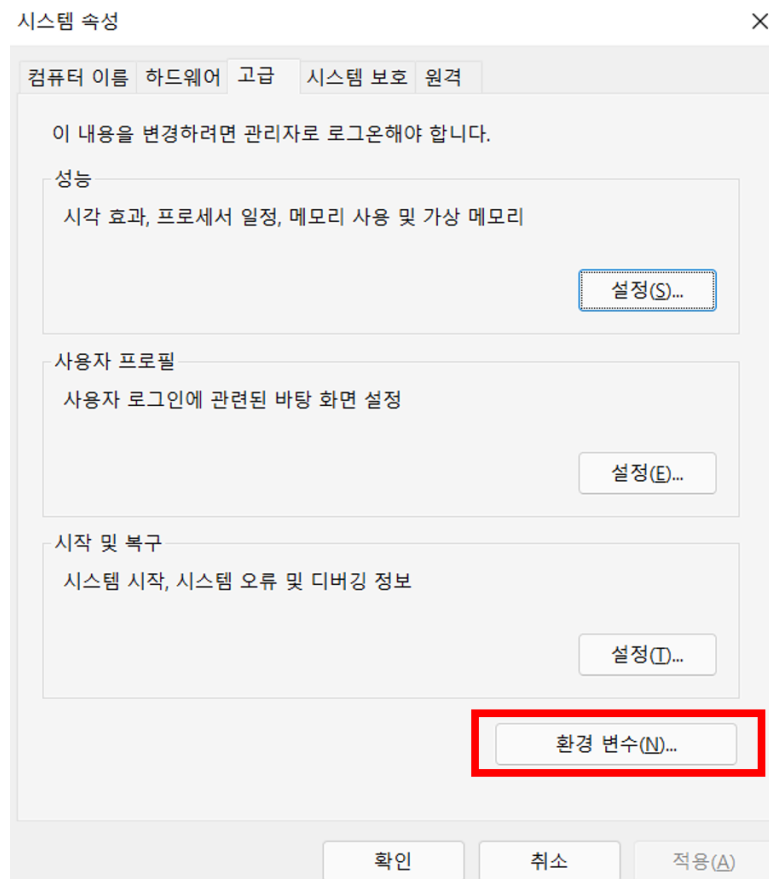 시스템 속성
컴퓨터 이름 하드웨어 고급 시스템 보호 원격
이 내용을 변경하려면 관리자로 로그온해야 합니다.
성능
시각 효과, 프로세서 일정, 메모리 사용 및 가상 메모리
설정(S)...
사용자 프로필
사용자 로그인에 관련된 바탕 화면 설정
설정(E)...
시작 및 복구
시스템 시작, 시스템 오류 및 디버깅 정보
설정(T)...
환경 변수(N)...
확인 취소 적용(A)